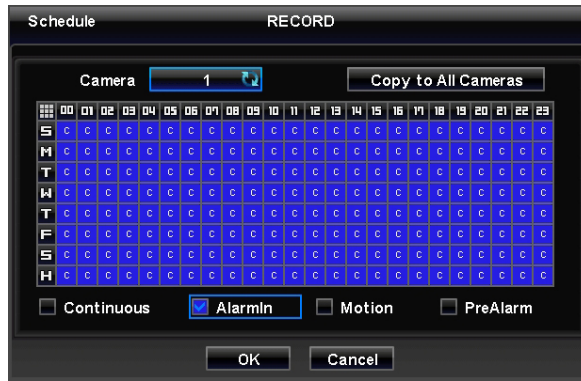 Schedule RECORD
Camera 1 Copy to All Cameras
00 01 02 03 04 05 06 07 08 09 10 11 12 13 14 15 16 17 18 19 20 21 22 23
S C C C C C C C C C C C C C C C C C C C C C C C C
M C C C C C C C C C C C C C C C C C C C C C C C C
T C C C C C C C C C C C C C C C C C C C C C C C C
W C C C C C C C C C C C C C C C C C C C C C C C C
T C C C C C C C C C C C C C C C C C C C C C C C C
F C C C C C C C C C C C C C C C C C C C C C C C C
S C C C C C C C C C C C C C C C C C C C C C C C C
H C C C C C C C C C C C C C C C C C C C C C C C C
Continuous AlarmIn Motion PreAlarm
OK Cancel